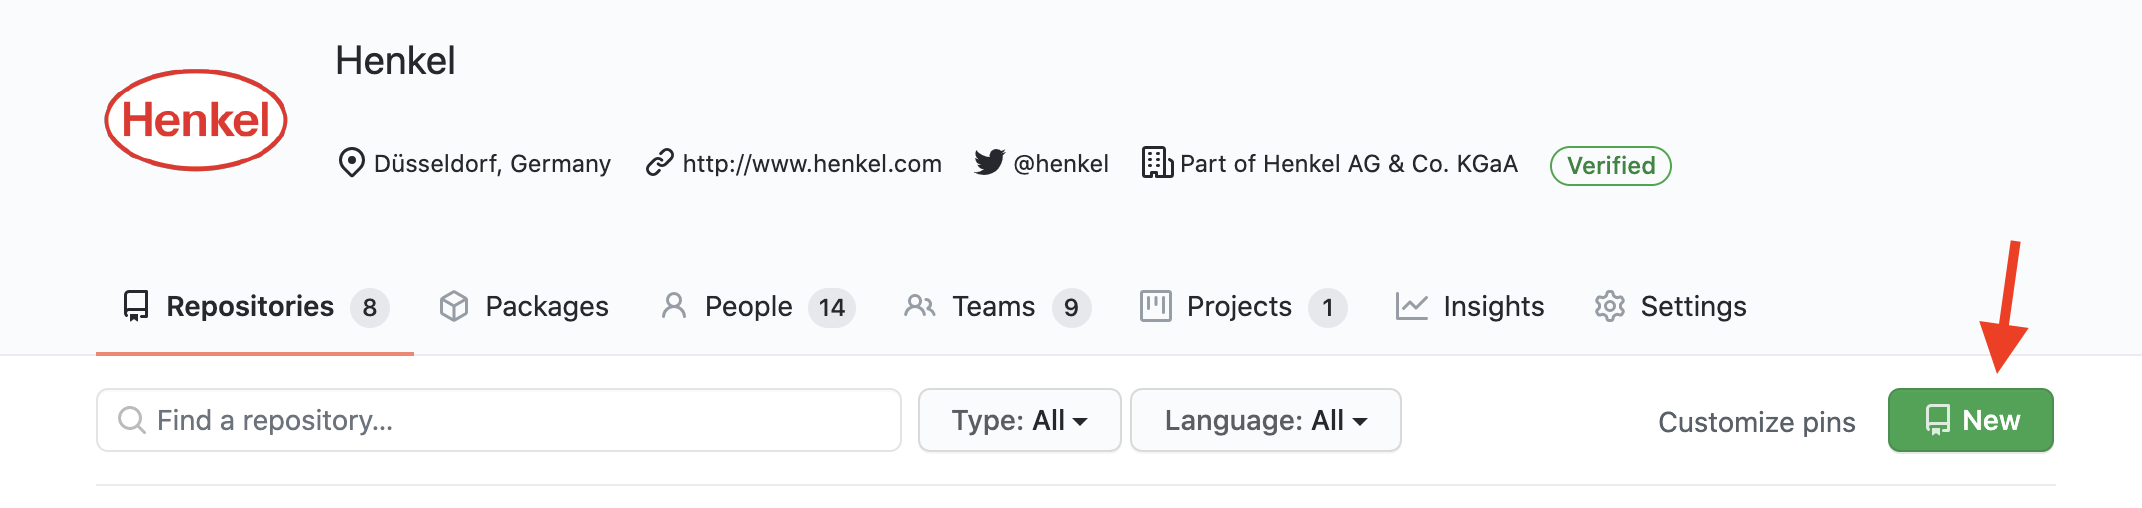 Henkel
Henkel
Düsseldorf, Germany http://www.henkel.com @henkel Part of Henkel AG & Co. KGaA Verified
Repositories 8 Packages People 14 Teams 9 Projects 1 Insights Settings
Find a repository... Type: All Language: All Customize pins New